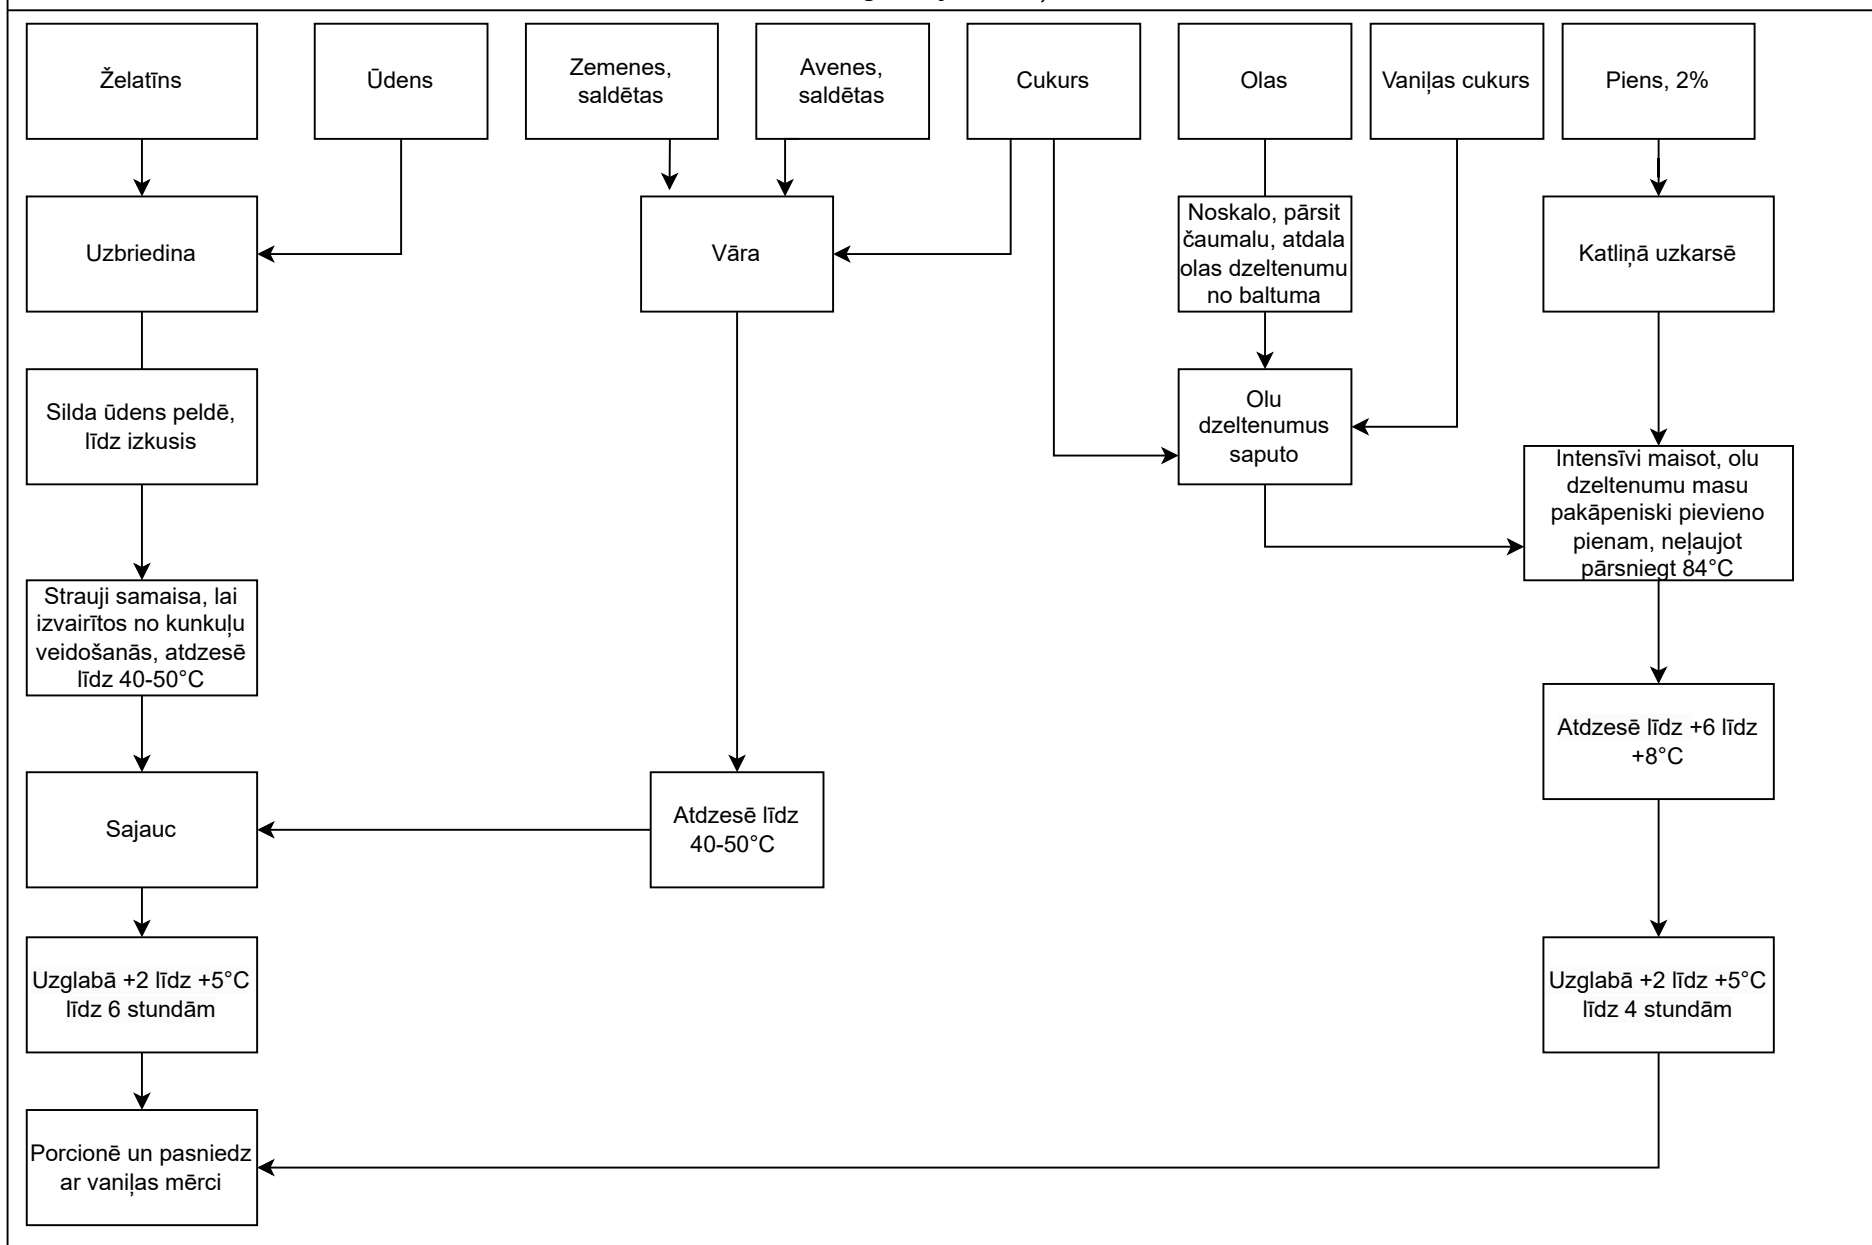 Želatīns
Ūdens
Zemenes,
saldētas
Avenes,
saldētas
Cukurs
Olas
Vaniļas cukurs
Piens, 2%
Uzbriedina
Vāra
Noskalo, pārsit
čaumalu, atdala
olas dzeltenumu
no baltuma
Katliņā uzkarsē
Silda ūdens peldē,
līdz izkusis
Olu
dzeltenumus
saputo
Intensīvi maisot, olu
dzeltenumu masu
pakāpeniski pievieno
pienam, neļaujot
pārsniegt 84°C
Strauji samaisa, lai
izvairītos no kunkuļu
veidošanās, atdzesē
līdz 40-50°C
Atdzesē līdz +6 līdz
+8°C
Sajauc
Atdzesē līdz
40-50°C
Uzglabā +2 līdz +5°C
līdz 6 stundām
Uzglabā +2 līdz +5°C
līdz 4 stundām
Porcionē un pasniedz
ar vaniļas mērci